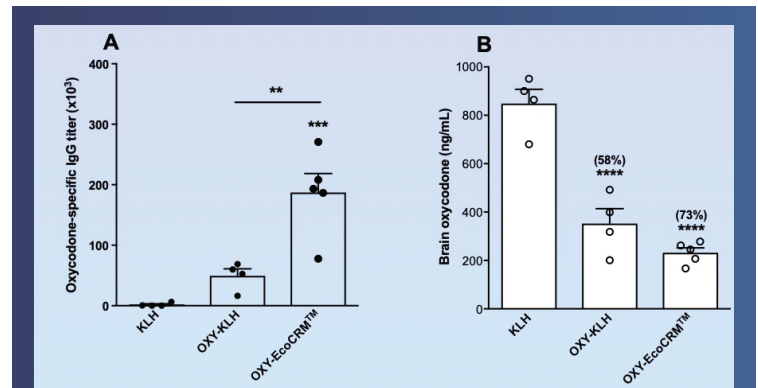 A
Oxycodone-specific IgG titer (x10³)
400
300
200
100
0
**
***
KLH
OXY-KLH
OXY-EcoCRM™
B
Brain oxycodone (ng/mL)
1000
800
600
400
200
0
(58%)
****
(73%)
****
KLH
OXY-KLH
OXY-EcoCRM™